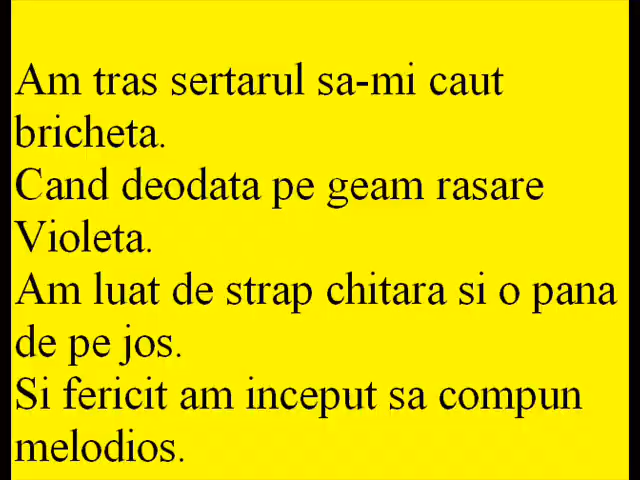 Am tras sertarul sa-mi caut
bricheta.
Cand deodata pe geam rasare
Violeta.
Am luat de strap chitara si o pana
de pe jos.
Si fericit am inceput sa compun
melodios.